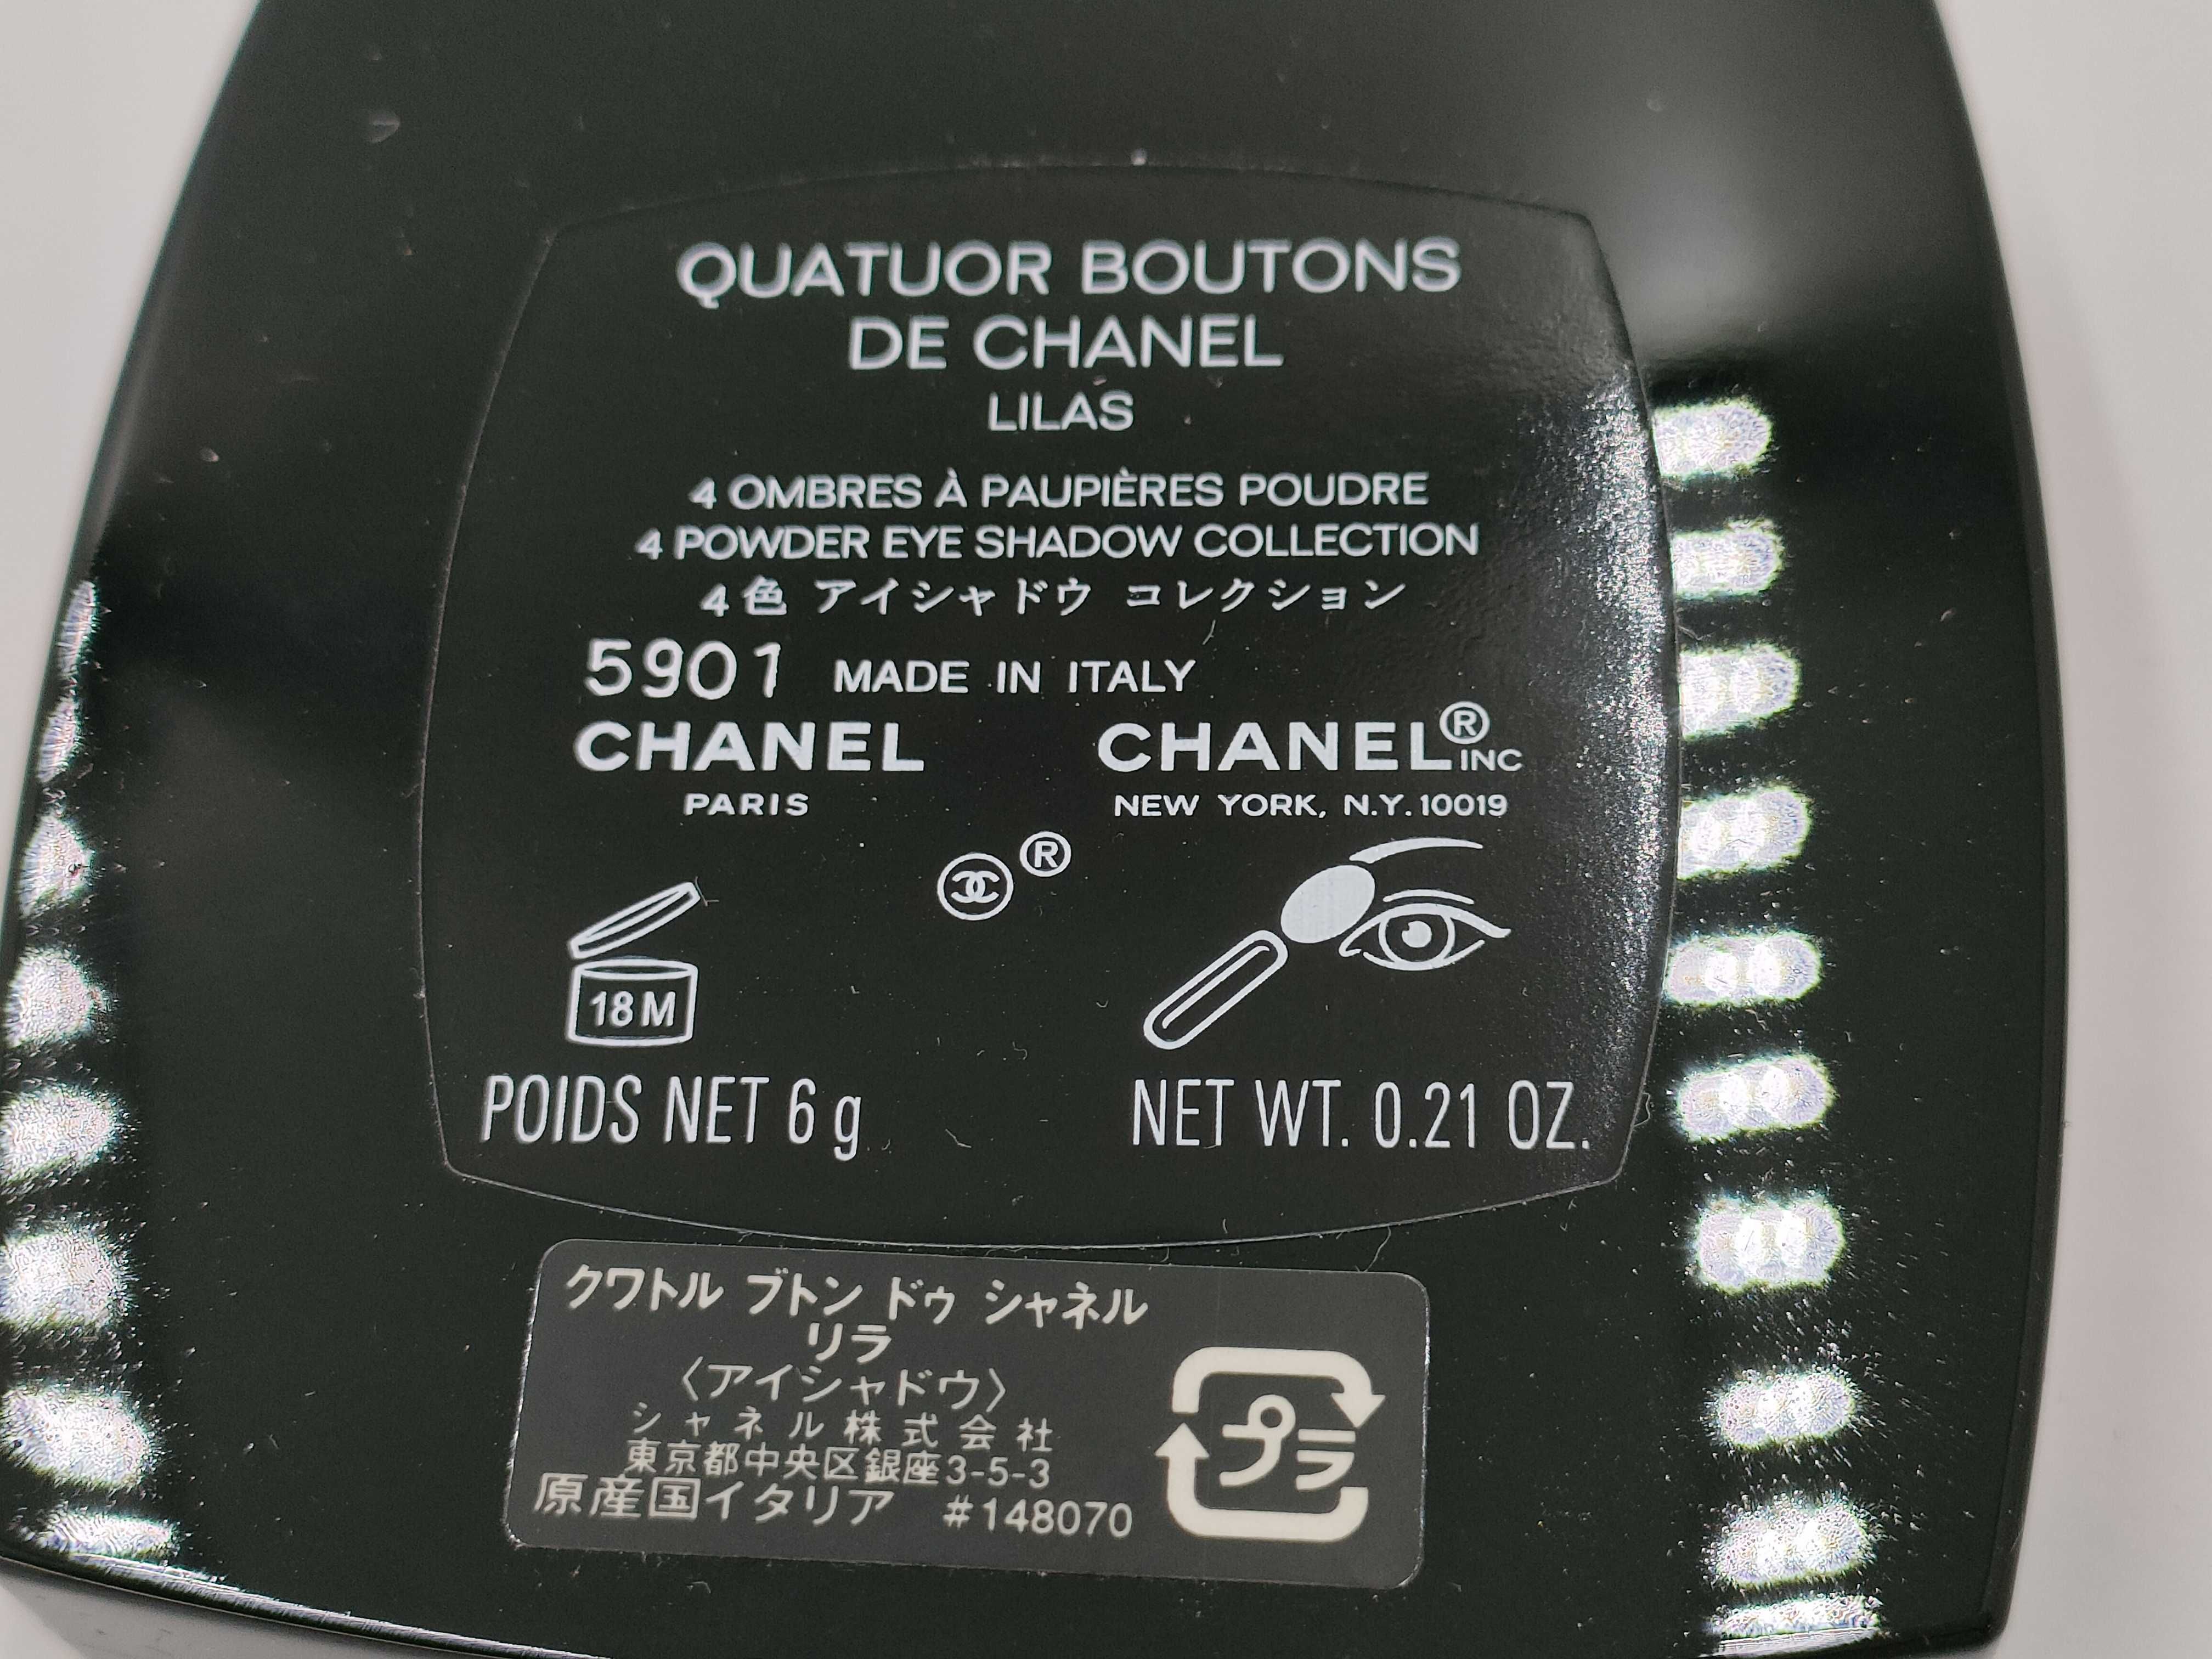 QUATUOR BOUTONS
DE CHANEL
LILAS
4 OMBRES À PAUPIÈRES POUDRE
4 POWDER EYE SHADOW COLLECTION
4色 アイシャドウ コレクション
5901 MADE IN ITALY
CHANEL
PARIS
CHANEL® INC
NEW YORK, N.Y. 10019
®
18 M
POIDS NET 6 g
NET WT. 0.21 OZ.
クワトル ブトン ドゥ シャネル
リラ
〈アイシャドウ〉
シャネル株式会社
東京都中央区銀座3-5-3
原産国イタリア #148070
プラ